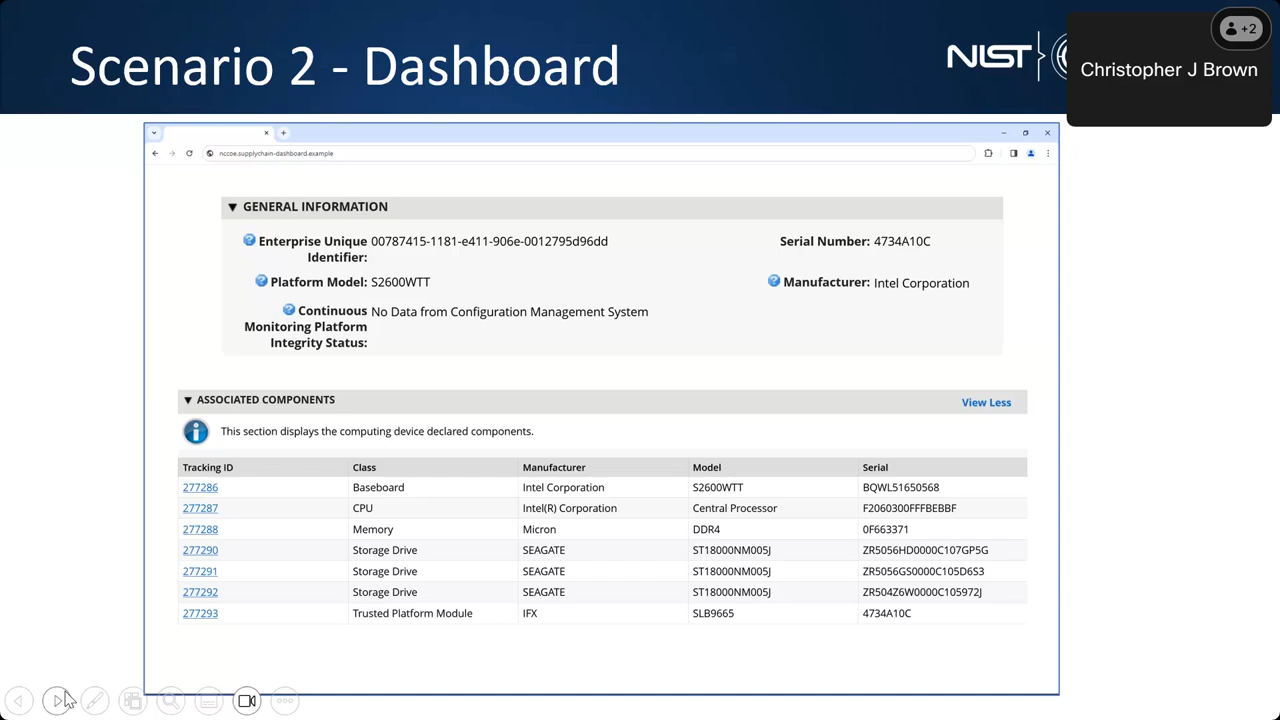 Scenario 2 - Dashboard
NIST
+2
Christopher J Brown
nccoe.supplychain-dashboard.example
▼ GENERAL INFORMATION
Enterprise Unique Identifier: 00787415-1181-e411-906e-0012795d96dd
Serial Number: 4734A10C
Platform Model: S2600WTT
Manufacturer: Intel Corporation
Continuous Monitoring Platform Integrity Status: No Data from Configuration Management System
▼ ASSOCIATED COMPONENTS
View Less
This section displays the computing device declared components.
Tracking ID Class Manufacturer Model Serial
277286 Baseboard Intel Corporation S2600WTT BQWL51650568
277287 CPU Intel(R) Corporation Central Processor F2060300FFFBEBBF
277288 Memory Micron DDR4 0F663371
277290 Storage Drive SEAGATE ST18000NM005J ZR5056HD0000C107GP5G
277291 Storage Drive SEAGATE ST18000NM005J ZR5056GS0000C105D6S3
277292 Storage Drive SEAGATE ST18000NM005J ZR504Z6W0000C105972J
277293 Trusted Platform Module IFX SLB9665 4734A10C